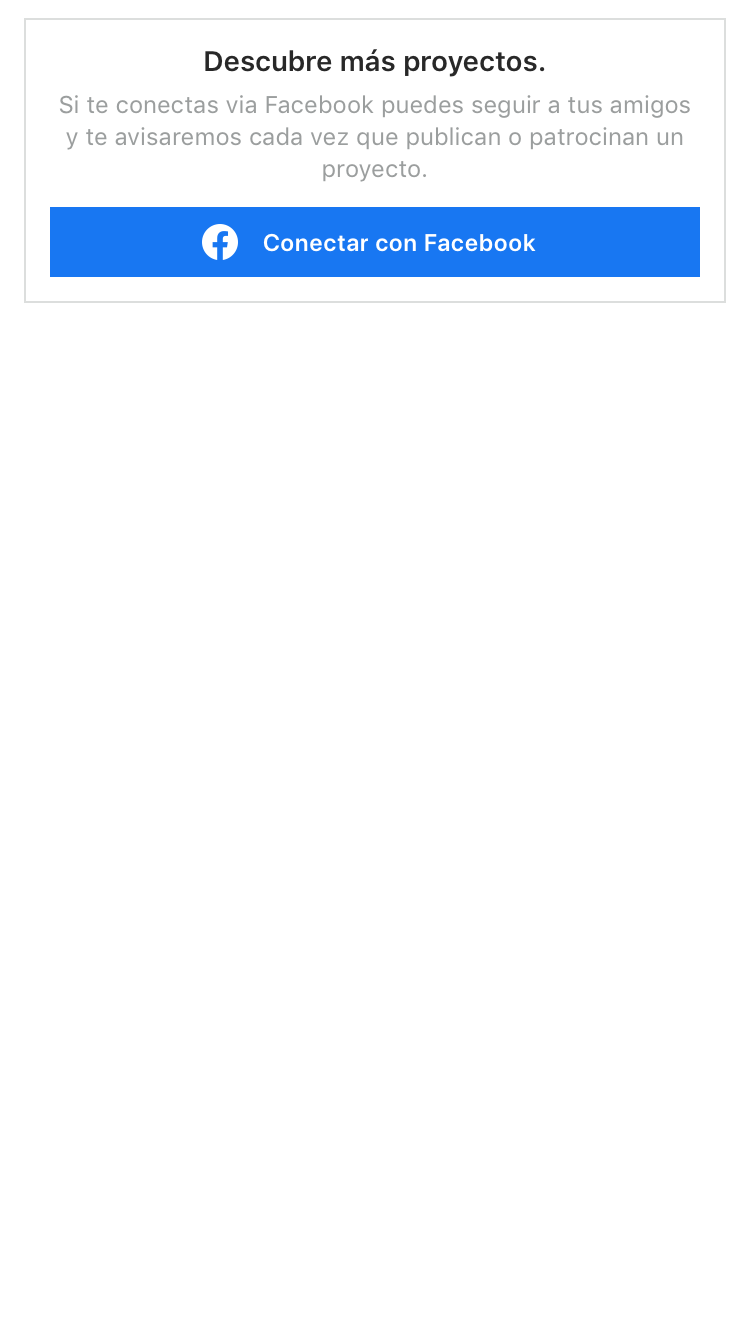 Descubre más proyectos.
Si te conectas via Facebook puedes seguir a tus amigos
y te avisaremos cada vez que publican o patrocinan un
proyecto.
Conectar con Facebook